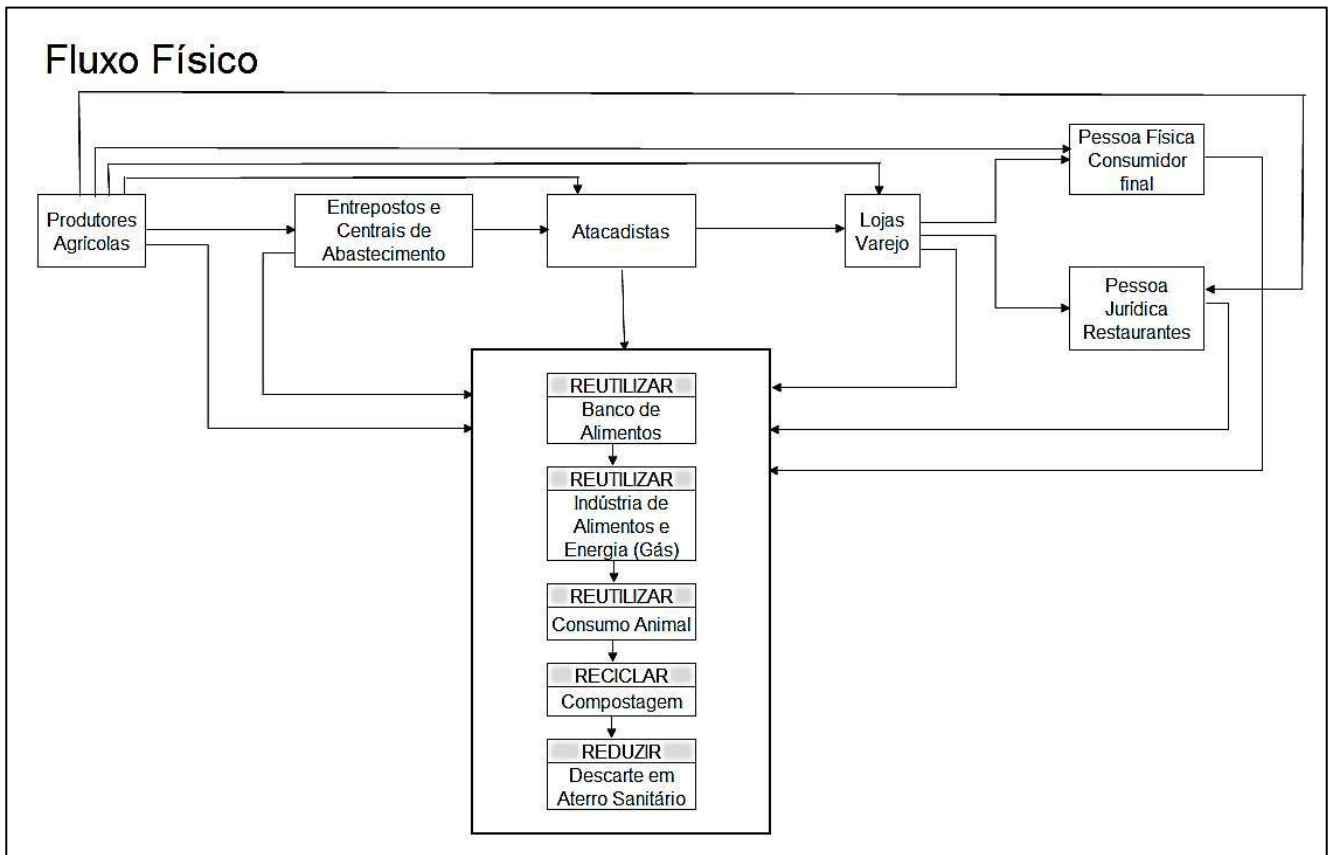 Fluxo Físico
Pessoa Física
Consumidor
final
Produtores
Agrícolas
Entrepostos e
Centrais de
Abastecimento
Atacadistas
Lojas
Varejo
Pessoa
Jurídica
Restaurantes
REUTILIZAR
Banco de
Alimentos
REUTILIZAR
Indústria de
Alimentos e
Energia (Gás)
REUTILIZAR
Consumo Animal
RECICLAR
Compostagem
REDUZIR
Descarte em
Aterro Sanitário